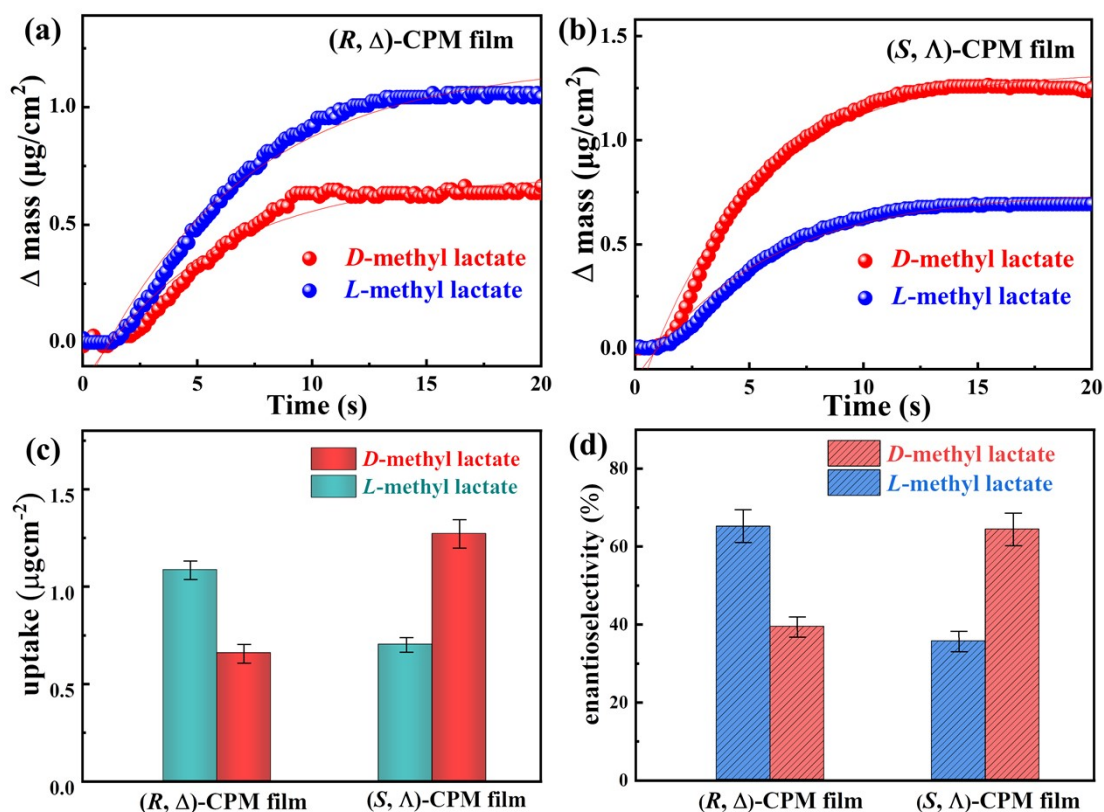 (a)
(R, Δ)-CPM film
1.0
0.5
0.0
Δ mass (μg/cm²)
D-methyl lactate
L-methyl lactate
0 5 10 15 20
Time (s)
(b)
(S, Λ)-CPM film
1.5
1.0
0.5
0.0
Δ mass (μg/cm²)
D-methyl lactate
L-methyl lactate
0 5 10 15 20
Time (s)
(c)
D-methyl lactate
L-methyl lactate
1.5
1.0
0.5
uptake (μgcm⁻²)
(R, Δ)-CPM film (S, Λ)-CPM film
(d)
D-methyl lactate
L-methyl lactate
80
60
40
20
0
enantioselectivity (%)
(R, Δ)-CPM film (S, Λ)-CPM film